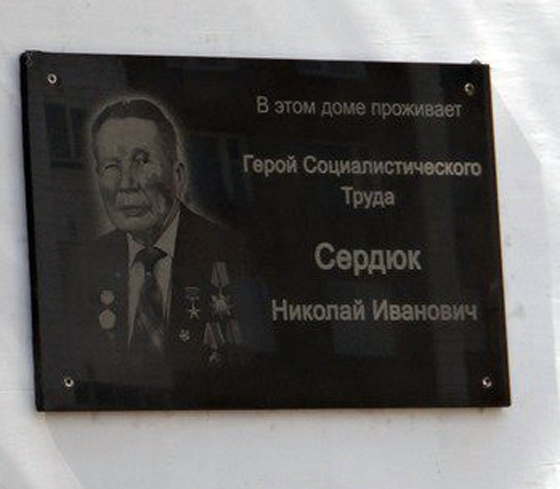 В этом доме проживает
Герой Социалистического
Труда
Сердюк
Николай Иванович